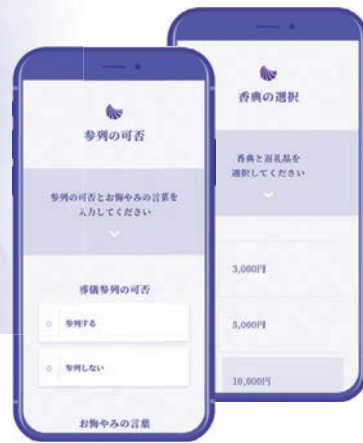 参列の可否
参列の可否とお悔やみの言葉を
入力してください
葬儀参列の可否
参列する
参列しない
お悔やみの言葉
香典の選択
香典と返礼品を
選択してください
3,000円
5,000円
10,000円